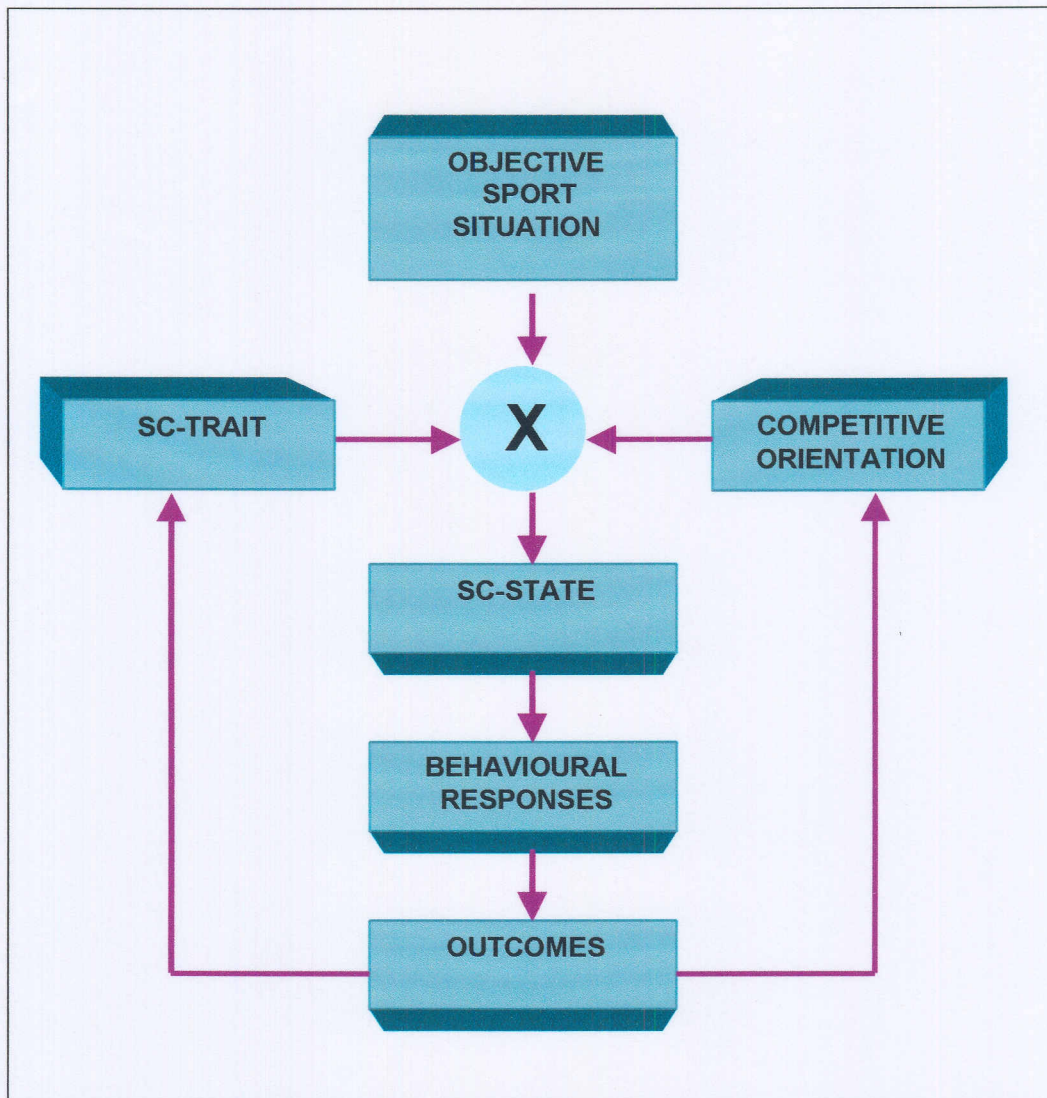 OBJECTIVE
SPORT
SITUATION
SC-TRAIT
X
COMPETITIVE
ORIENTATION
SC-STATE
BEHAVIOURAL
RESPONSES
OUTCOMES